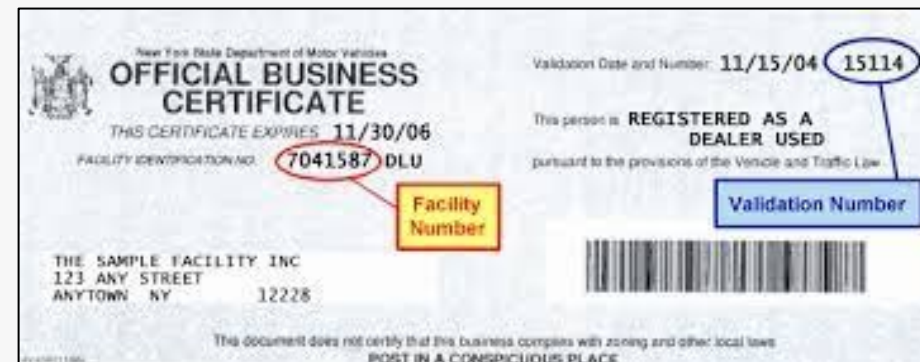 New York State Department of Motor Vehicles
OFFICIAL BUSINESS
CERTIFICATE
THIS CERTIFICATE EXPIRES 11/30/06
FACILITY IDENTIFICATION NO. 7041587 DLU
Facility
Number
THE SAMPLE FACILITY INC
123 ANY STREET
ANYTOWN NY 12228
Validation Date and Number: 11/15/04 15114
This person is REGISTERED AS A
DEALER USED
pursuant to the provisions of the Vehicle and Traffic Law
Validation Number
This document does not certify that this business complies with zoning and other local laws
POST IN A CONSPICUOUS PLACE